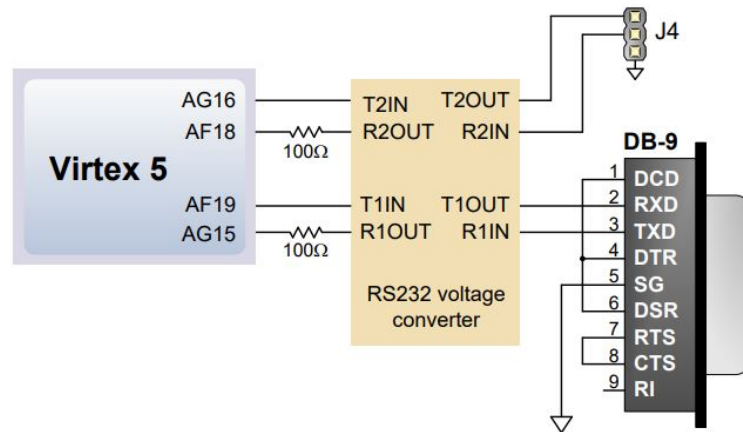 J4
AG16
T2IN
T2OUT
AF18
100Ω
R2OUT
R2IN
Virtex 5
AF19
T1IN
T1OUT
AG15
100Ω
R1OUT
R1IN
RS232 voltage
converter
DB-9
1 DCD
2 RXD
3 TXD
4 DTR
5 SG
6 DSR
7 RTS
8 CTS
9 RI